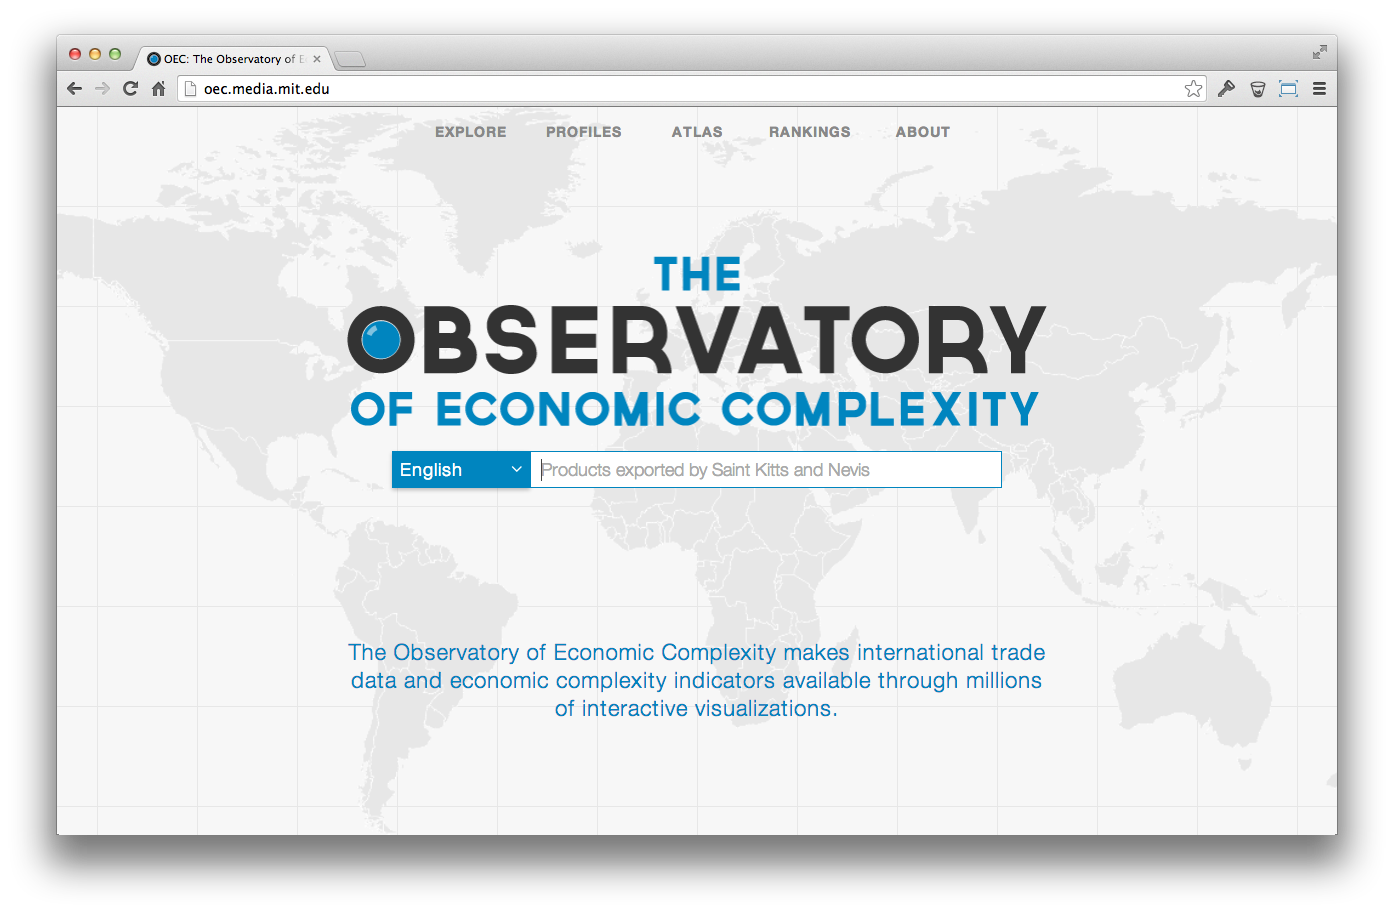 OEC: The Observatory of E
oec.media.mit.edu
EXPLORE PROFILES ATLAS RANKINGS ABOUT
THE
OBSERVATORY
OF ECONOMIC COMPLEXITY
English Products exported by Saint Kitts and Nevis
The Observatory of Economic Complexity makes international trade
data and economic complexity indicators available through millions
of interactive visualizations.